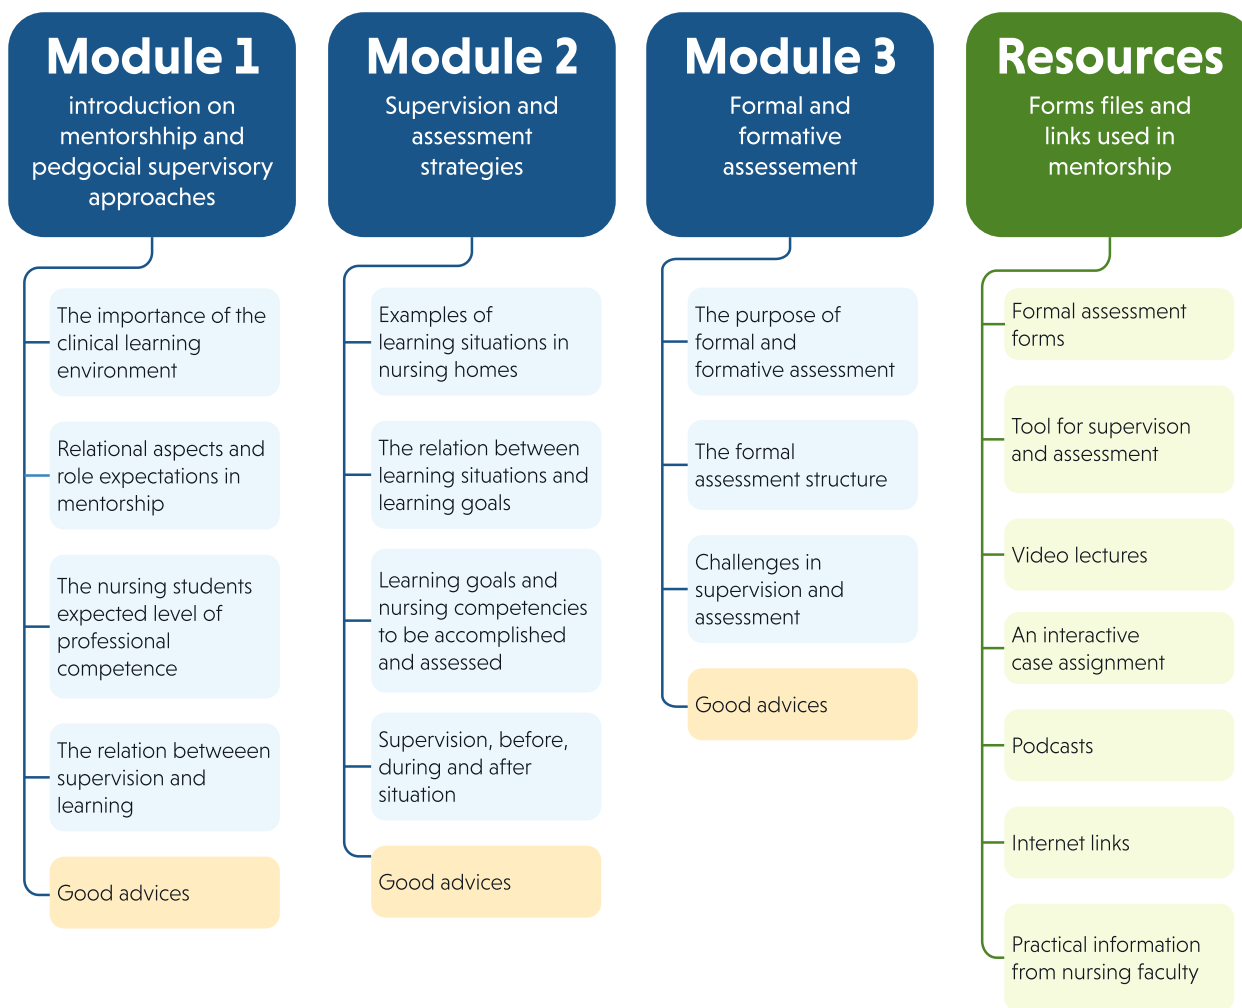 Module 1
introduction on
mentorshhip and
pedgocial supervisory
approaches
The importance of the
clinical learning
environment
Relational aspects and
role expectations in
mentorship
The nursing students
expected level of
professional
competence
The relation betweeen
supervision and
learning
Good advices
Module 2
Supervision and
assessment
strategies
Examples of
learning situations in
nursing homes
The relation between
learning situations and
learning goals
Learning goals and
nursing competencies
to be accomplished
and assessed
Supervision, before,
during and after
situation
Good advices
Module 3
Formal and
formative
assessement
The purpose of
formal and
formative assessment
The formal
assessment structure
Challenges in
supervision and
assessment
Good advices
Resources
Forms files and
links used in
mentorship
Formal assessment
forms
Tool for supervison
and assessment
Video lectures
An interactive
case assignment
Podcasts
Internet links
Practical information
from nursing faculty